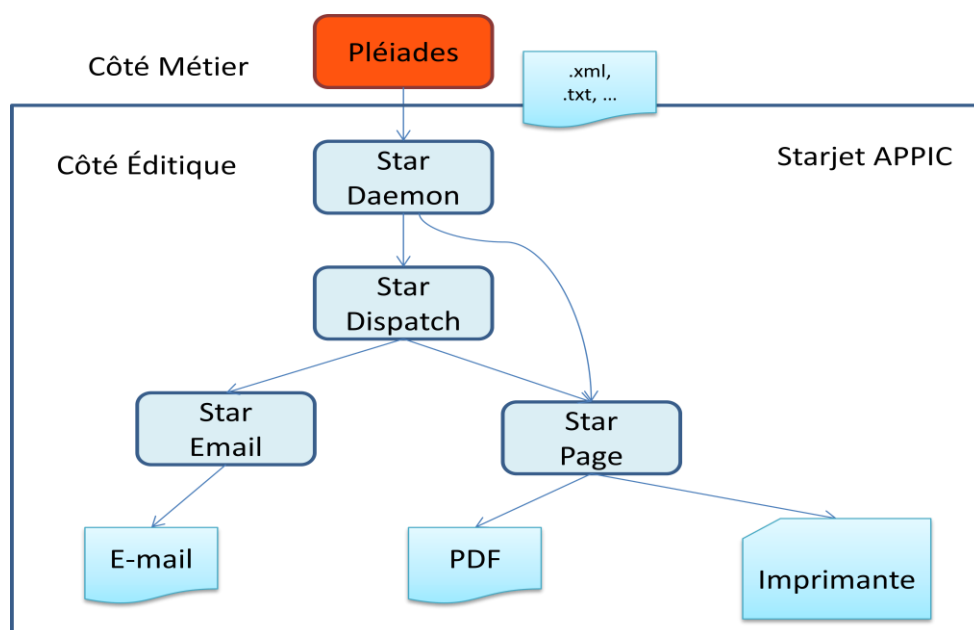 Pléiades
Côté Métier
.xml,
.txt, ...
Côté Éditique
Starjet APPIC
Star
Daemon
Star
Dispatch
Star
Email
Star
Page
E-mail
PDF
Imprimante